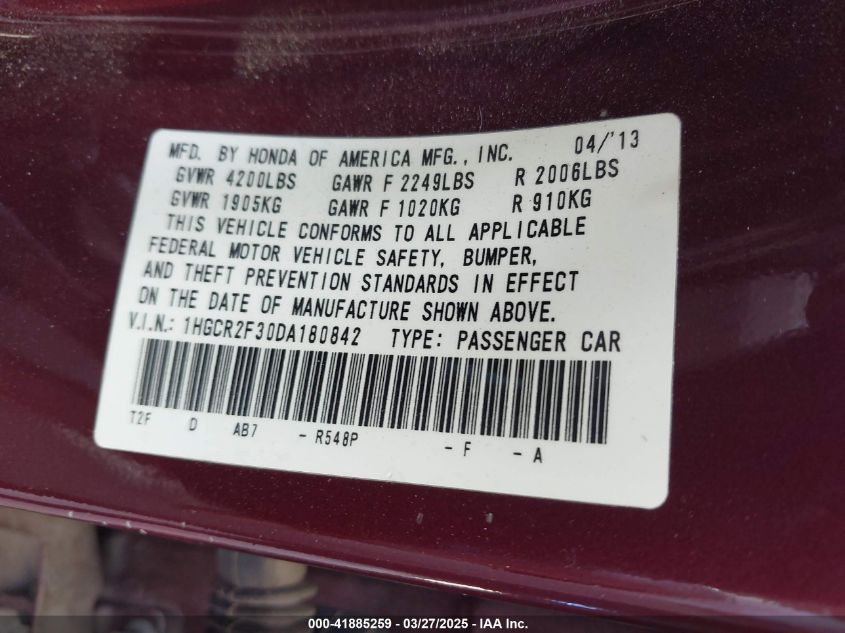 MFD. BY HONDA OF AMERICA MFG., INC. 04/'13
GVWR 4200LBS GAWR F 2249LBS R 2006LBS
GVWR 1905KG GAWR F 1020KG R 910KG
THIS VEHICLE CONFORMS TO ALL APPLICABLE
FEDERAL MOTOR VEHICLE SAFETY, BUMPER,
AND THEFT PREVENTION STANDARDS IN EFFECT
ON THE DATE OF MANUFACTURE SHOWN ABOVE.
V.I.N.: 1HGCR2F30DA180842 TYPE: PASSENGER CAR
T2F D AB7 - R548P - F - A
000-41885259 | 03/27/2025 - IAA Inc.